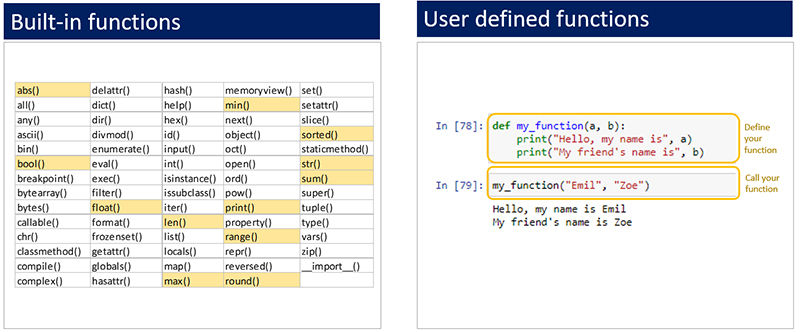 Built-in functions
abs() delattr() hash() memoryview() set()
all() dict() help() min() setattr()
any() dir() hex() next() slice()
ascii() divmod() id() object() sorted()
bin() enumerate() input() oct() staticmethod()
bool() eval() int() open() str()
breakpoint() exec() isinstance() ord() sum()
bytearray() filter() issubclass() pow() super()
bytes() float() iter() print() tuple()
callable() format() len() property() type()
chr() frozenset() list() range() vars()
classmethod() getattr() locals() repr() zip()
compile() globals() map() reversed() __import__()
complex() hasattr() max() round()
User defined functions
In [78]: def my_function(a, b):
print("Hello, my name is", a)
print("My friend's name is", b)
Define
your
function
In [79]: my_function("Emil", "Zoe")
Call your
function
Hello, my name is Emil
My friend's name is Zoe